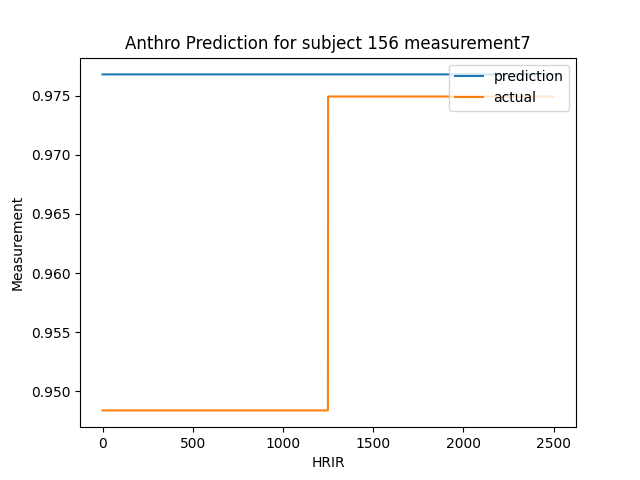 Anthro Prediction for subject 156 measurement7
prediction
actual
0.975
0.970
0.965
0.960
0.955
0.950
Measurement
0
500
1000
1500
2000
2500
HRIR